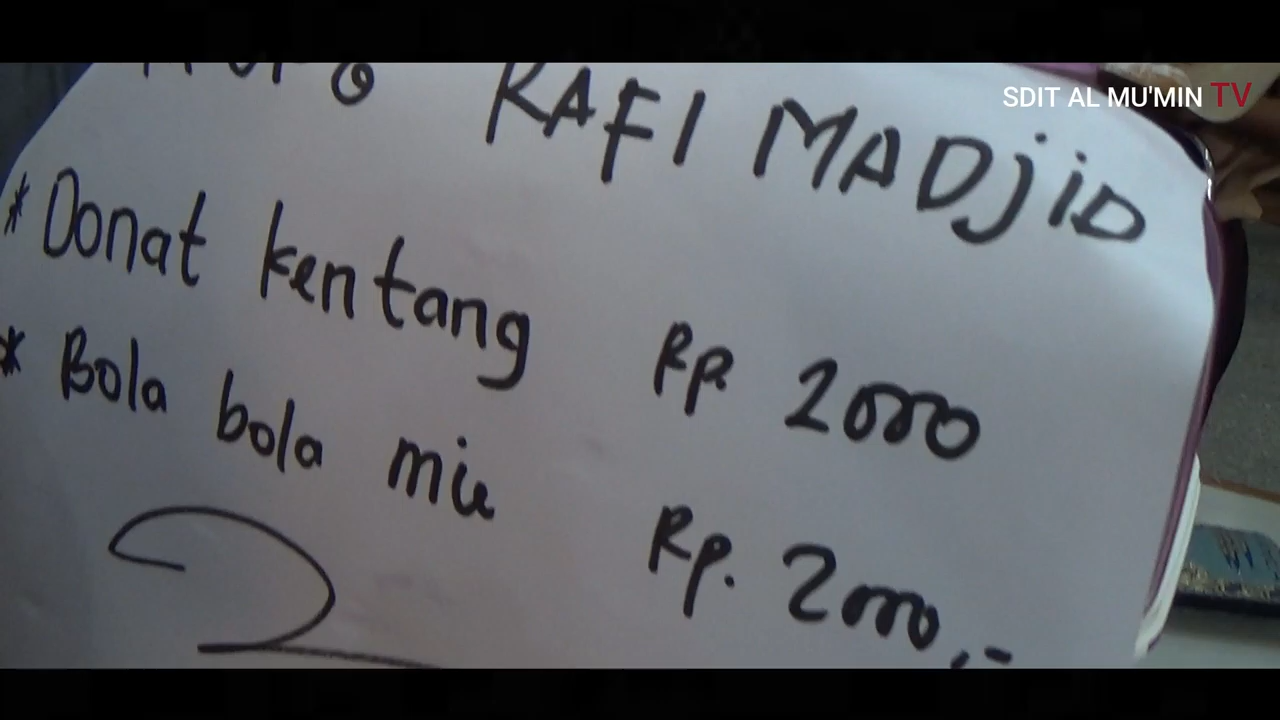 SDIT AL MU'MIN TV
RAFI MADjiD
* Donat kentang Rp. 2000
* Bola bola mie Rp. 2000,-